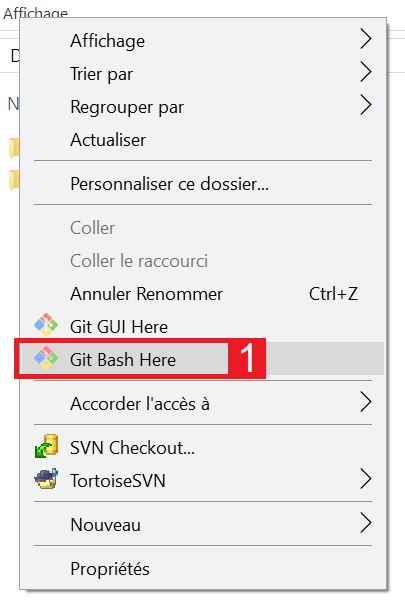 Affichage
D
N
Affichage
Trier par
Regrouper par
Actualiser
Personnaliser ce dossier...
Coller
Coller le raccourci
Annuler Renommer Ctrl+Z
Git GUI Here
Git Bash Here 1
Accorder l'accès à
SVN Checkout...
TortoiseSVN
Nouveau
Propriétés